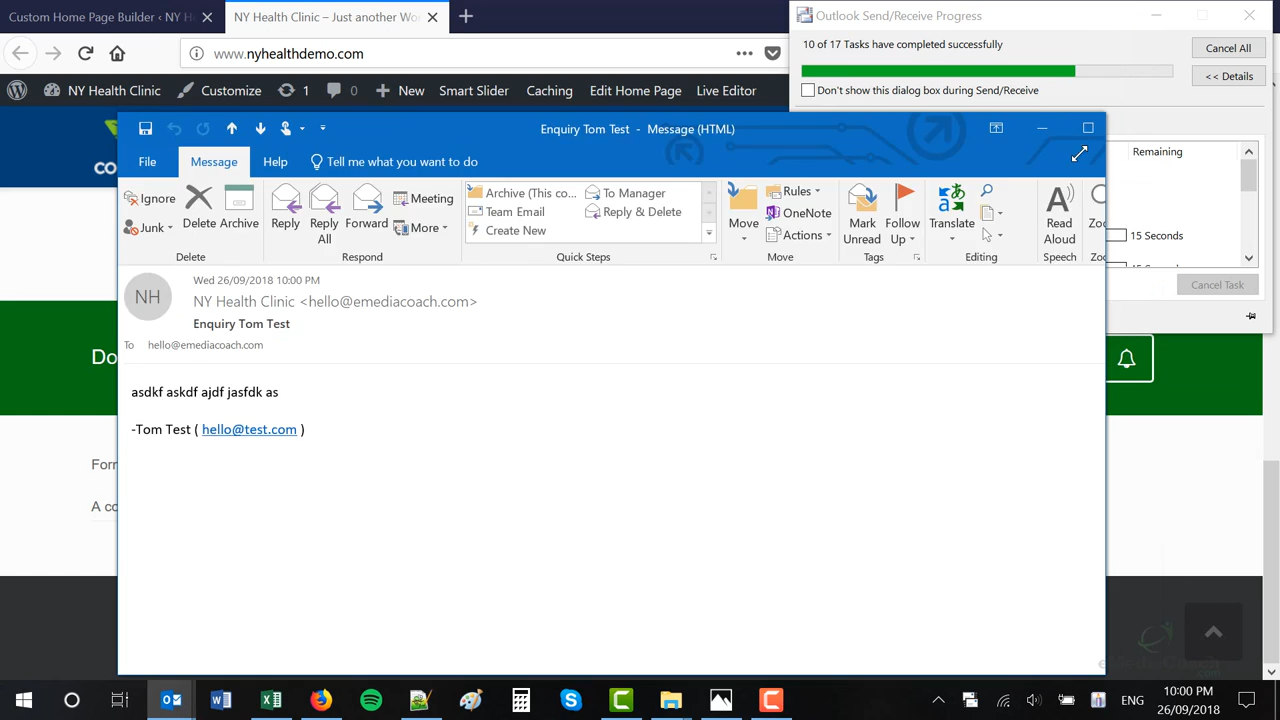 Custom Home Page Builder ‹ NY H
NY Health Clinic – Just another Wo
www.nyhealthdemo.com
NY Health Clinic
Customize
1
0
New
Smart Slider
Caching
Edit Home Page
Live Editor
Outlook Send/Receive Progress
10 of 17 Tasks have completed successfully
Cancel All
<< Details
Don't show this dialog box during Send/Receive
Remaining
15 Seconds
Cancel Task
Enquiry Tom Test - Message (HTML)
File
Message
Help
Tell me what you want to do
Ignore
Junk
Delete
Archive
Delete
Reply
Reply All
Forward
Meeting
More
Respond
Archive (This co...
To Manager
Team Email
Reply & Delete
Create New
Quick Steps
Move
Rules
OneNote
Actions
Move
Mark Unread
Follow Up
Tags
Translate
Editing
Read Aloud
Speech
Zo
Zo
NH
Wed 26/09/2018 10:00 PM
NY Health Clinic <hello@emediacoach.com>
Enquiry Tom Test
To hello@emediacoach.com
asdkf askdf ajdf jasfdk as
-Tom Test ( hello@test.com )
co
Do
Forr
A co
ENG
10:00 PM
26/09/2018